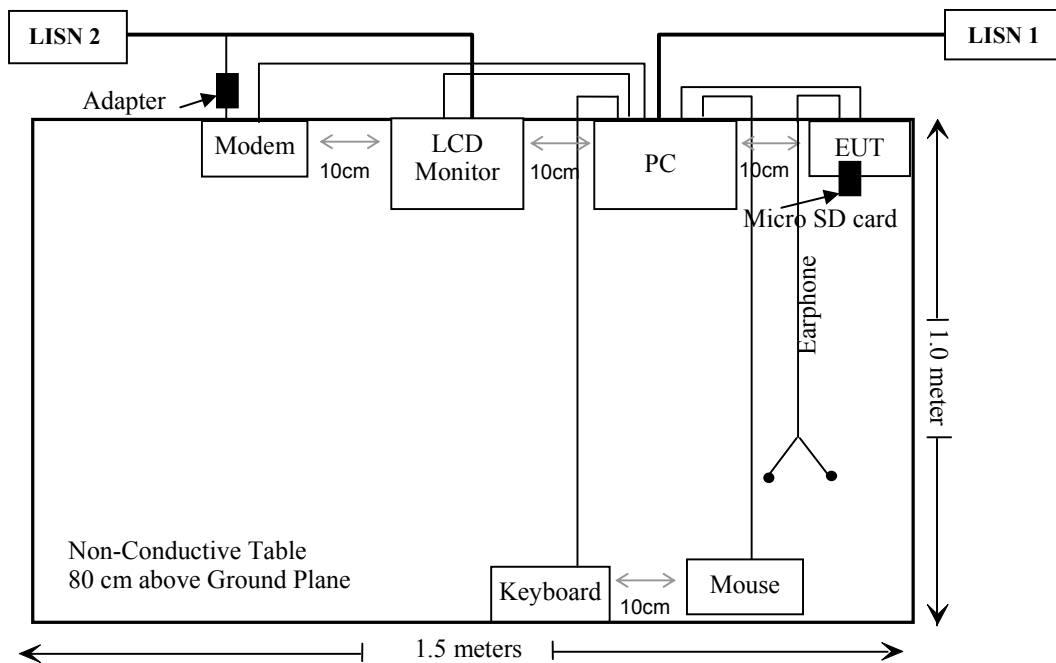 LISN 2
LISN 1
Adapter
Modem
LCD
Monitor
PC
EUT
10cm
10cm
10cm
Micro SD card
Earphone
1.0 meter
Non-Conductive Table
80 cm above Ground Plane
Keyboard
10cm
Mouse
1.5 meters